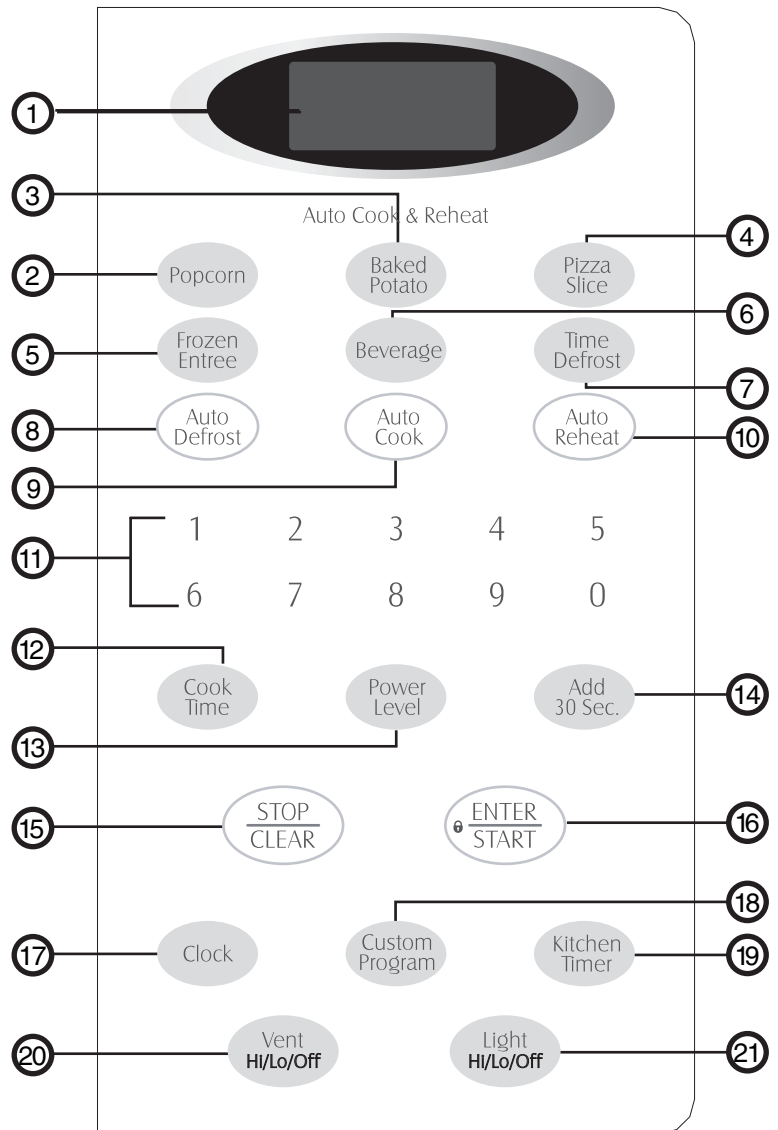 1
3
Auto Cook & Reheat
4
2
Popcorn
Baked
Potato
Pizza
Slice
6
5
Frozen
Entree
Beverage
Time
Defrost
7
8
Auto
Defrost
Auto
Cook
Auto
Reheat
10
9
1 2 3 4 5
11
6 7 8 9 0
12
Cook
Time
Power
Level
Add
30 Sec.
14
13
15
STOP
CLEAR
ENTER
START
16
18
17
Clock
Custom
Program
Kitchen
Timer
19
20
Vent
Hi/Lo/Off
Light
Hi/Lo/Off
21